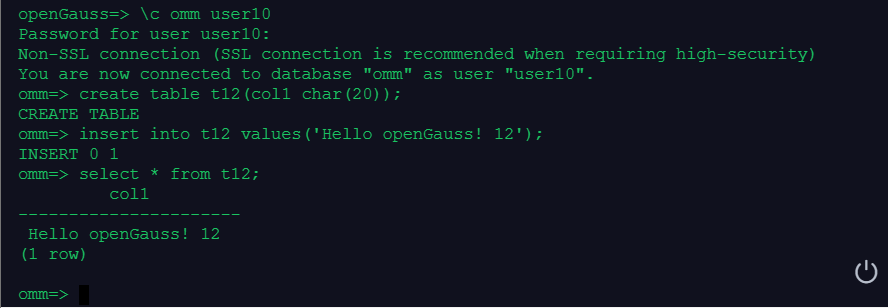 openGauss=> \c omm user10
Password for user user10:
Non-SSL connection (SSL connection is recommended when requiring high-security)
You are now connected to database "omm" as user "user10".
omm=> create table t12(col1 char(20));
CREATE TABLE
omm=> insert into t12 values('Hello openGauss! 12');
INSERT 0 1
omm=> select * from t12;
         col1
----------------------
 Hello openGauss! 12
(1 row)

omm=>